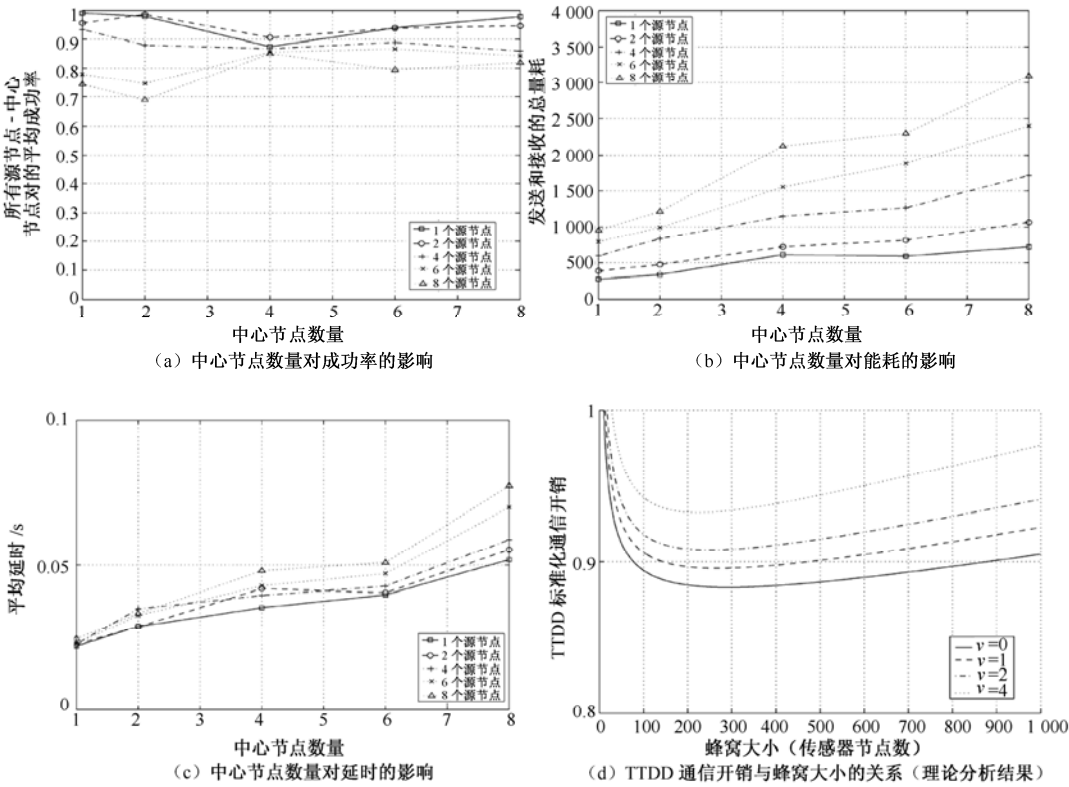 所有源节点-中心
节点对的平均成功率
1
0.9
0.8
0.7
0.6
0.5
0.4
0.3
0.2
0.1
0
1 2 3 4 5 6 7 8
1 个源节点
2 个源节点
4 个源节点
6 个源节点
8 个源节点
中心节点数量
（a）中心节点数量对成功率的影响
发送和接收的总量耗
4 000
3 500
3 000
2 500
2 000
1 500
1 000
500
0
1 2 3 4 5 6 7 8
1 个源节点
2 个源节点
4 个源节点
6 个源节点
8 个源节点
中心节点数量
（b）中心节点数量对能耗的影响
平均延时 /s
0.1
0.05
0
1 2 3 4 5 6 7 8
1 个源节点
2 个源节点
4 个源节点
6 个源节点
8 个源节点
中心节点数量
（c）中心节点数量对延时的影响
TTDD 标准化通信开销
1
0.9
0.8
0 100 200 300 400 500 600 700 800 900 1 000
v=0
v=1
v=2
v=4
蜂窝大小（传感器节点数）
（d）TTDD 通信开销与蜂窝大小的关系（理论分析结果）